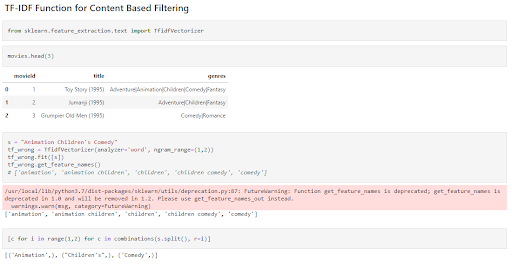 TF-IDF Function for Content Based Filtering
from sklearn.feature_extraction.text import TfidfVectorizer
movies.head(3)
movieId title genres
0 1 Toy Story (1995) Adventure|Animation|Children|Comedy|Fantasy
1 2 Jumanji (1995) Adventure|Children|Fantasy
2 3 Grumpier Old Men (1995) Comedy|Romance
s = "Animation Children's Comedy"
tf_wrong = TfidfVectorizer(analyzer='word', ngram_range=(1,2))
tf_wrong.fit([s])
tf_wrong.get_feature_names()
# ['animation', 'animation children', 'children', 'children comedy', 'comedy']
/usr/local/lib/python3.7/dist-packages/sklearn/utils/deprecation.py:87: FutureWarning: Function get_feature_names is deprecated; get_feature_names is
deprecated in 1.0 and will be removed in 1.2. Please use get_feature_names_out instead.
warnings.warn(msg, category=FutureWarning)
['animation', 'animation children', 'children', 'children comedy', 'comedy']
[c for i in range(1,2) for c in combinations(s.split(), r=i)]
[('Animation',), ("Children's",), ('Comedy',)]